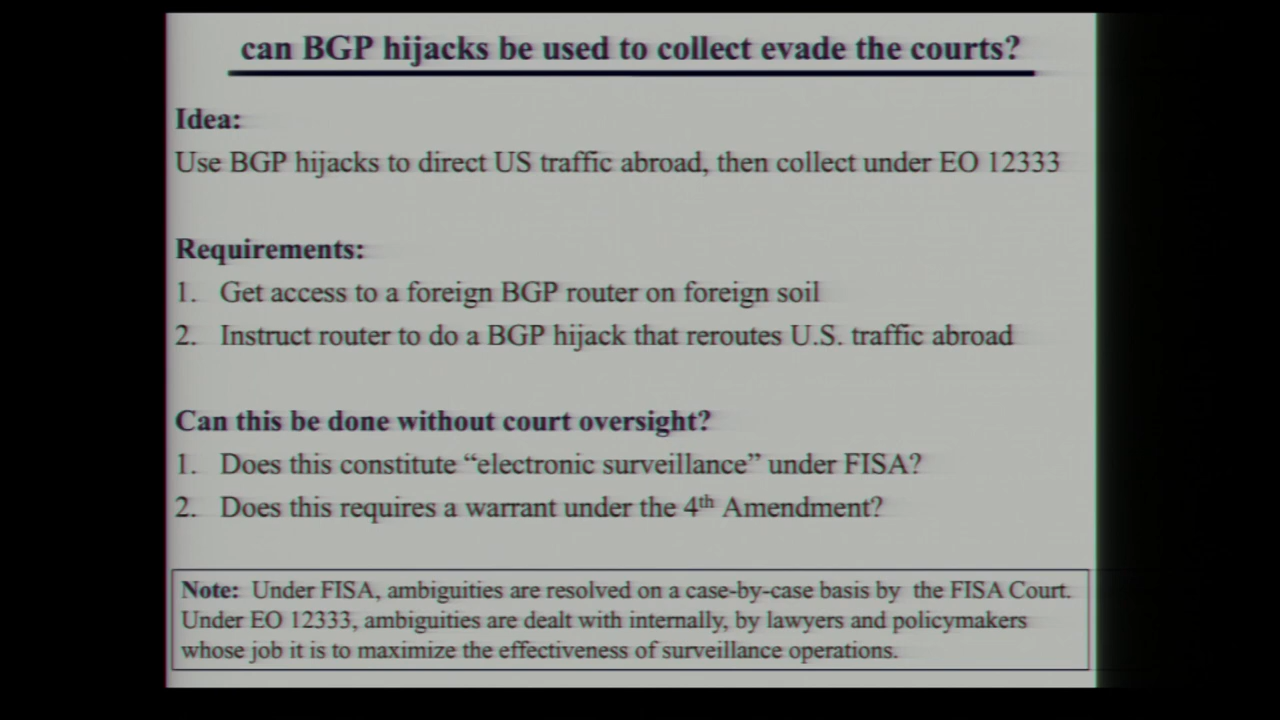 can BGP hijacks be used to collect evade the courts?
Idea:
Use BGP hijacks to direct US traffic abroad, then collect under EO 12333
Requirements:
1. Get access to a foreign BGP router on foreign soil
2. Instruct router to do a BGP hijack that reroutes U.S. traffic abroad
Can this be done without court oversight?
1. Does this constitute “electronic surveillance” under FISA?
2. Does this requires a warrant under the 4th Amendment?
Note: Under FISA, ambiguities are resolved on a case-by-case basis by the FISA Court.
Under EO 12333, ambiguities are dealt with internally, by lawyers and policymakers
whose job it is to maximize the effectiveness of surveillance operations.